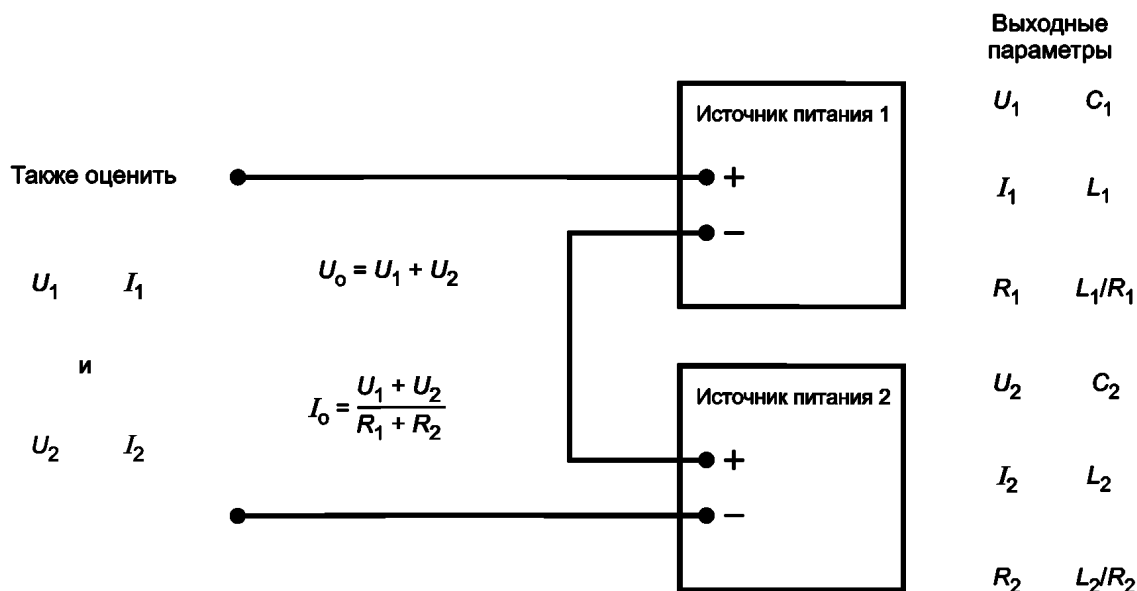 Выходные
параметры
Источник питания 1
U₁ C₁
Также оценить
+
I₁ L₁
−
U₁ I₁
Uₒ = U₁ + U₂
R₁ L₁/R₁
и
Iₒ = (U₁ + U₂)/(R₁ + R₂)
Источник питания 2
U₂ C₂
U₂ I₂
+
I₂ L₂
−
R₂ L₂/R₂